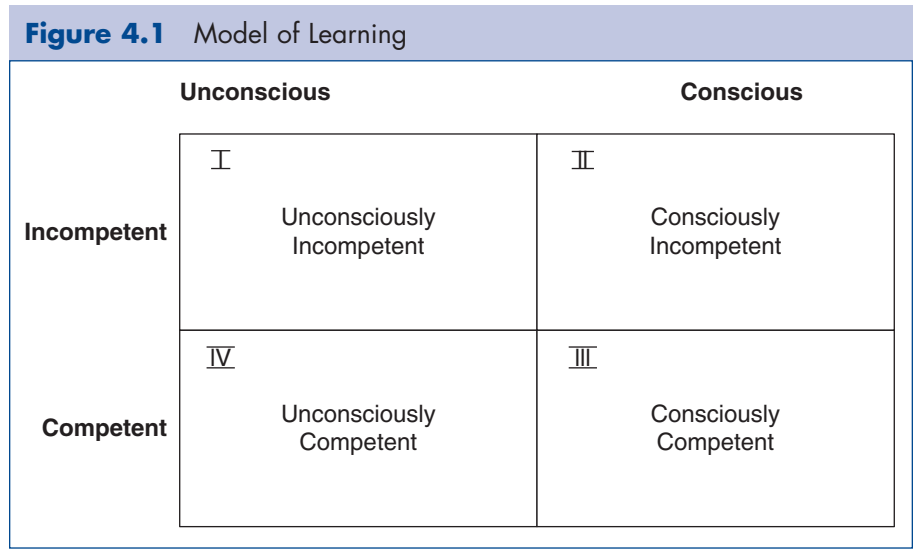 Figure 4.1 Model of Learning
Unconscious Conscious
I II
Unconsciously Consciously
Incompetent Incompetent Incompetent
IV III
Unconsciously Consciously
Competent Competent Competent